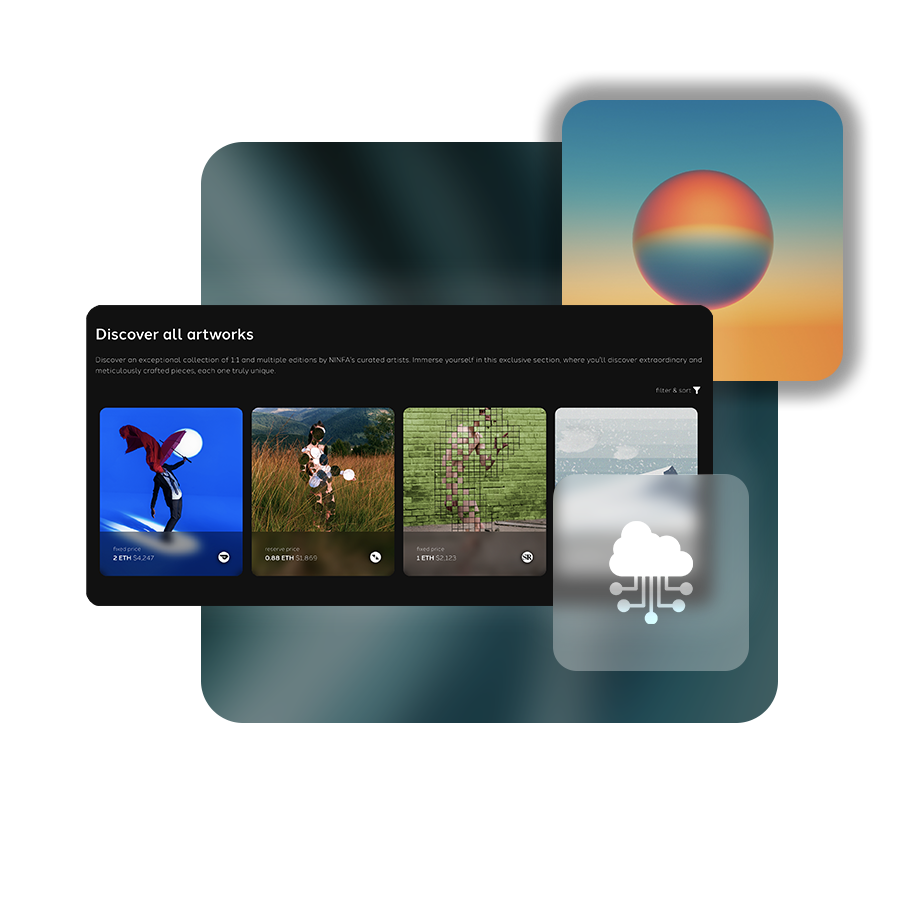 Discover all artworks
Discover an exceptional collection of 1:1 and multiple editions by NINFA's curated artists. Immerse yourself in this exclusive section, where you'll discover extraordinary and
meticulously crafted pieces, each one truly unique.
filter & sort
fixed price
2 ETH $4,247
reserve price
0.88 ETH $1,869
fixed price
1 ETH $2,123